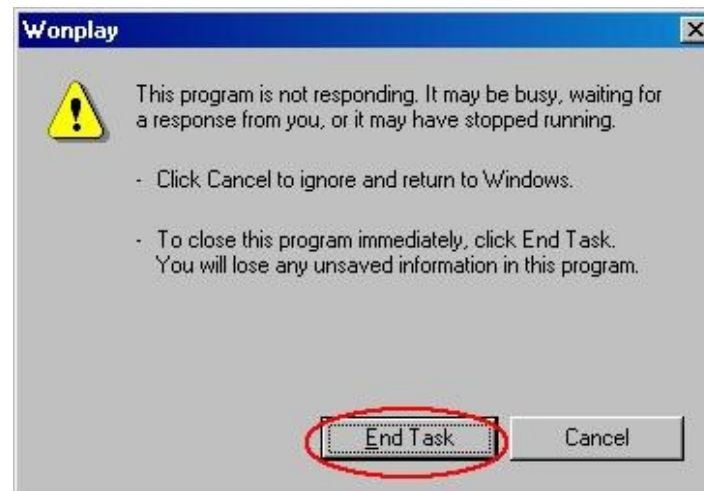 Wonplay
This program is not responding. It may be busy, waiting for
a response from you, or it may have stopped running.
- Click Cancel to ignore and return to Windows.
- To close this program immediately, click End Task.
You will lose any unsaved information in this program.
End Task
Cancel